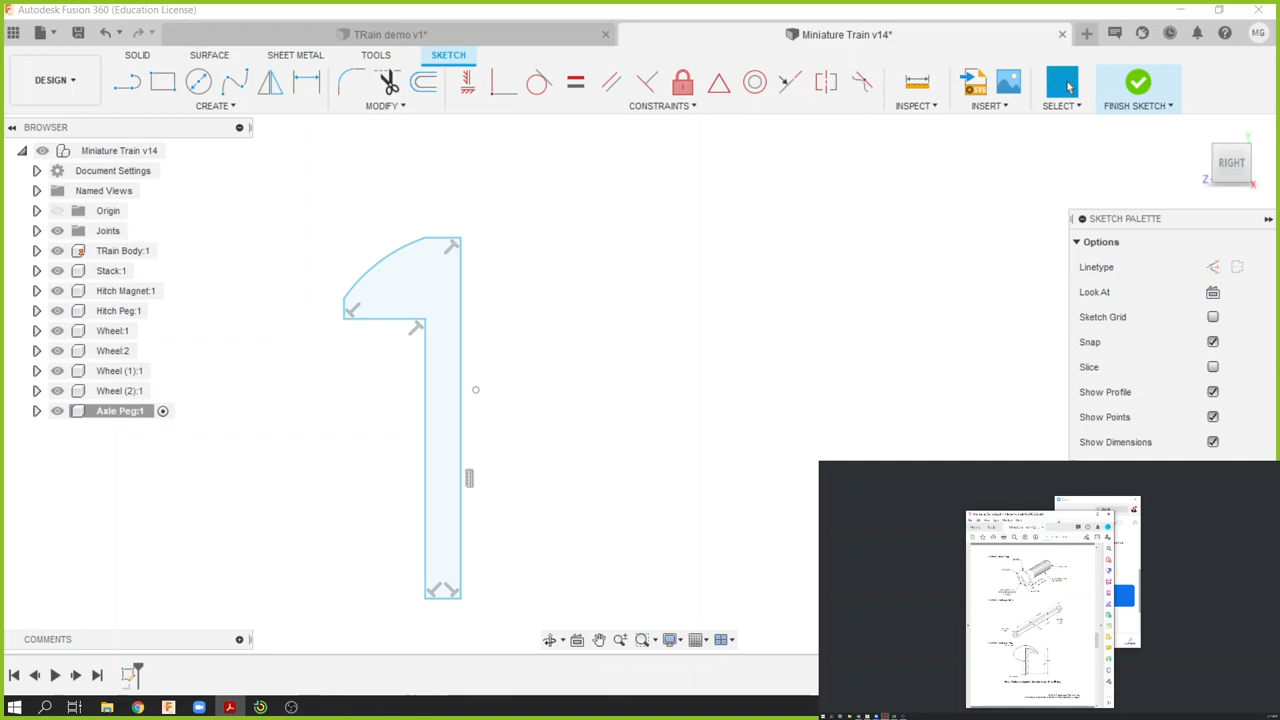 Autodesk Fusion 360 (Education License)
TRain demo v1*
Miniature Train v14*
MG
DESIGN
SOLID
SURFACE
SHEET METAL
TOOLS
SKETCH
CREATE
MODIFY
CONSTRAINTS
INSPECT
INSERT
SELECT
FINISH SKETCH
BROWSER
Miniature Train v14
Document Settings
Named Views
Origin
Joints
TRain Body:1
Stack:1
Hitch Magnet:1
Hitch Peg:1
Wheel:1
Wheel:2
Wheel (1):1
Wheel (2):1
Axle Peg:1
RIGHT
Y
Z
X
SKETCH PALETTE
Options
Linetype
Look At
Sketch Grid
Snap
Slice
Show Profile
Show Points
Show Dimensions
COMMENTS